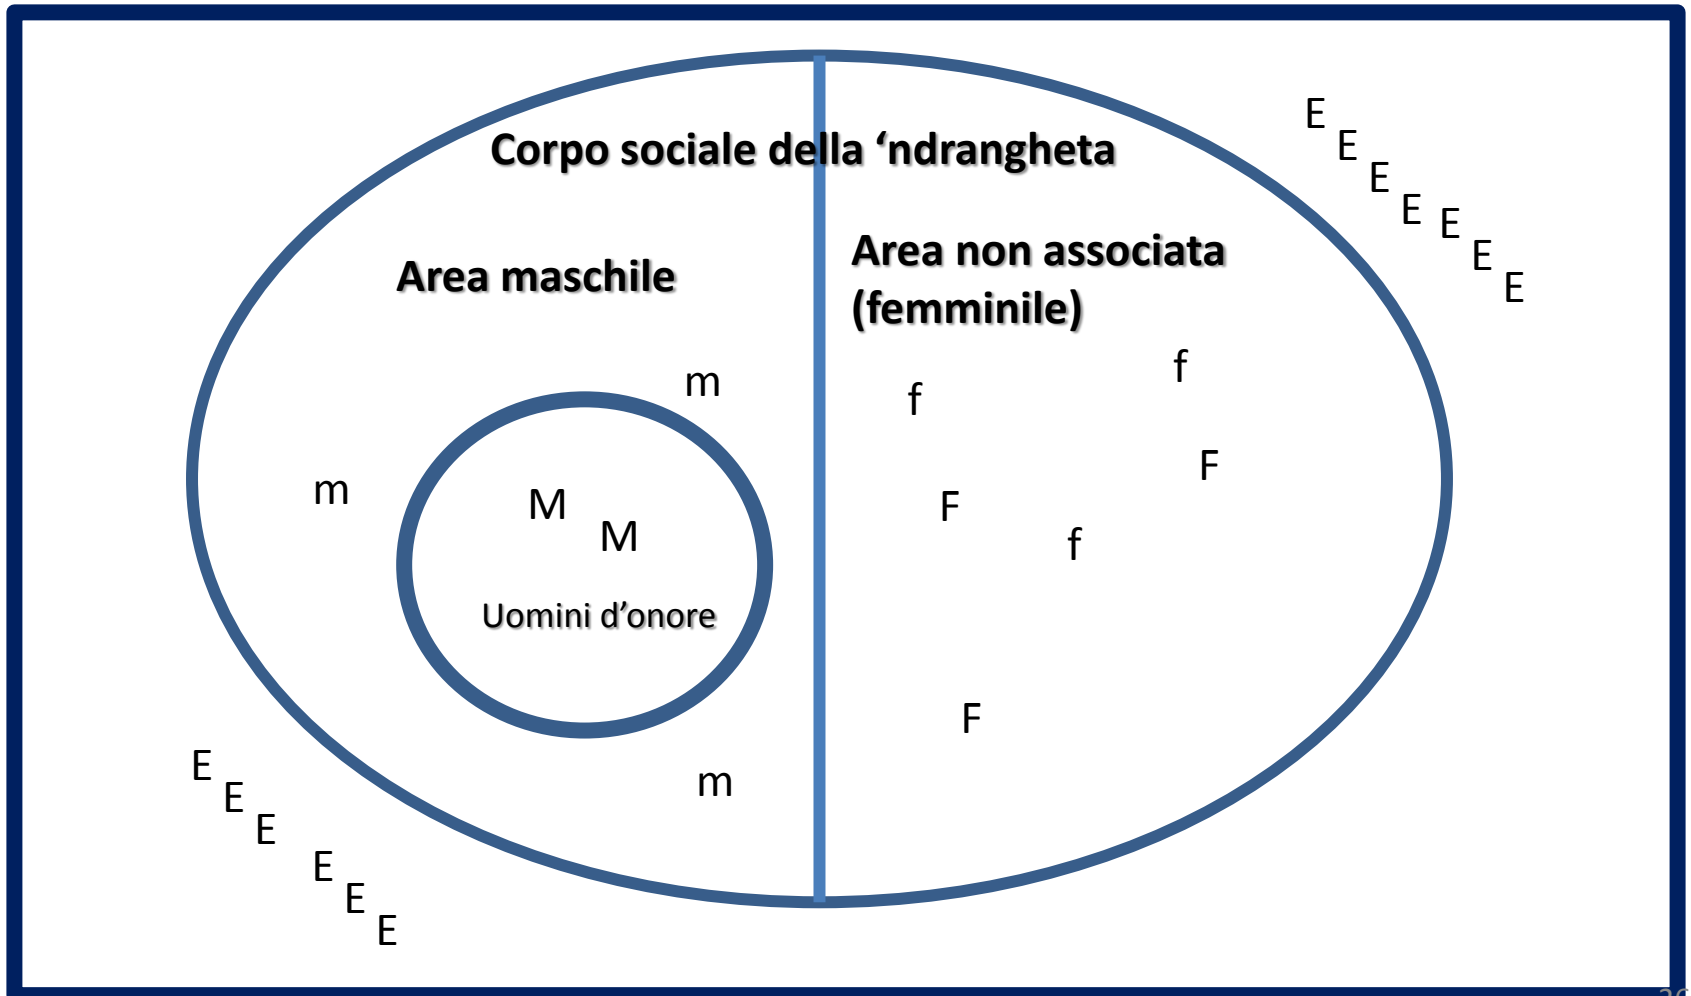 E
E
Corpo sociale della ‘ndrangheta
E
E E
Area non associata
E
Area maschile
E
(femminile)
f
m
f
F
m
M
F
M
f
Uomini d’onore
F
E
m
E
E
E
E
E